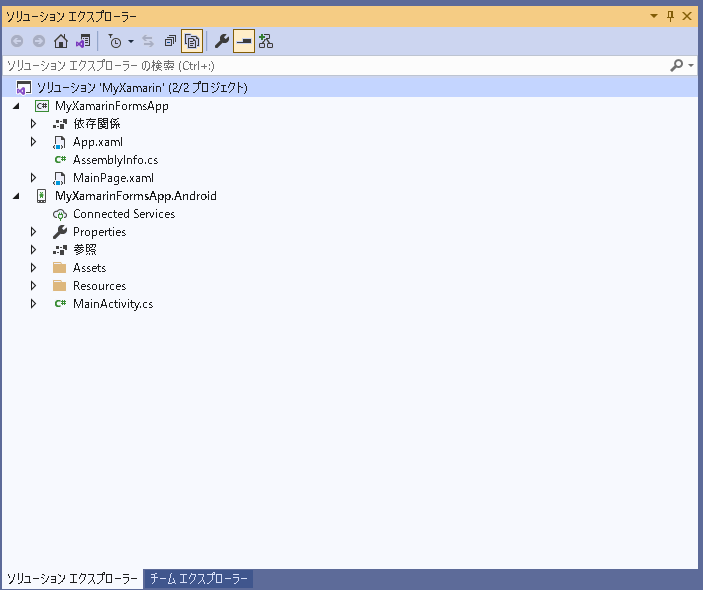 ソリューション エクスプローラー
ソリューション エクスプローラー の検索 (Ctrl+:)
ソリューション 'MyXamarin' (2/2 プロジェクト)
C# MyXamarinFormsApp
依存関係
App.xaml
C# AssemblyInfo.cs
MainPage.xaml
MyXamarinFormsApp.Android
Connected Services
Properties
参照
Assets
Resources
C# MainActivity.cs
ソリューション エクスプローラー チーム エクスプローラー